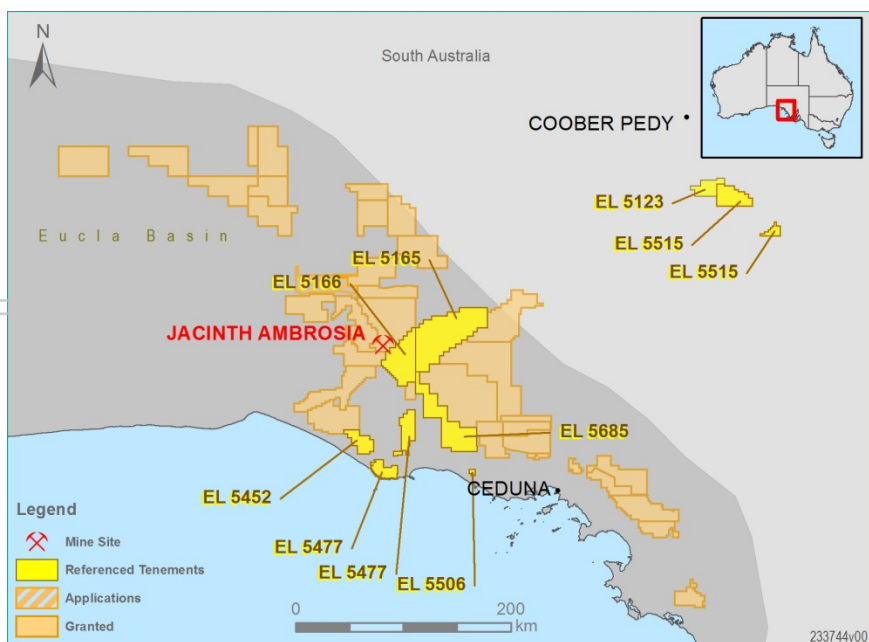 N
South Australia
COOBER PEDY
EL 5123
EL 5515
EL 5515
Eucla Basin
EL 5165
EL 5166
JACINTH AMBROSIA
EL 5685
EL 5452
CEDUNA
EL 5477
EL 5477
EL 5506
Legend
Mine Site
Referenced Tenements
Applications
Granted
0 200
km
233744v00